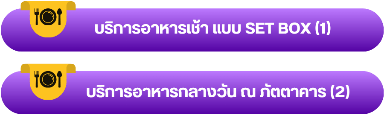 บริการอาหารเช้า แบบ SET BOX (1)
บริการอาหารกลางวัน ณ ภัตตาคาร (2)